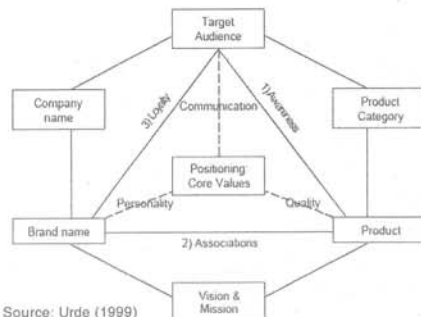 Target
Audience
Company
name
3) Loyalty
Communication
1) Awareness
Product
Category
Positioning:
Core Values
Personality
Quality
Brand name
2) Associations
Product
Vision &
Mission
Source: Urde (1999)